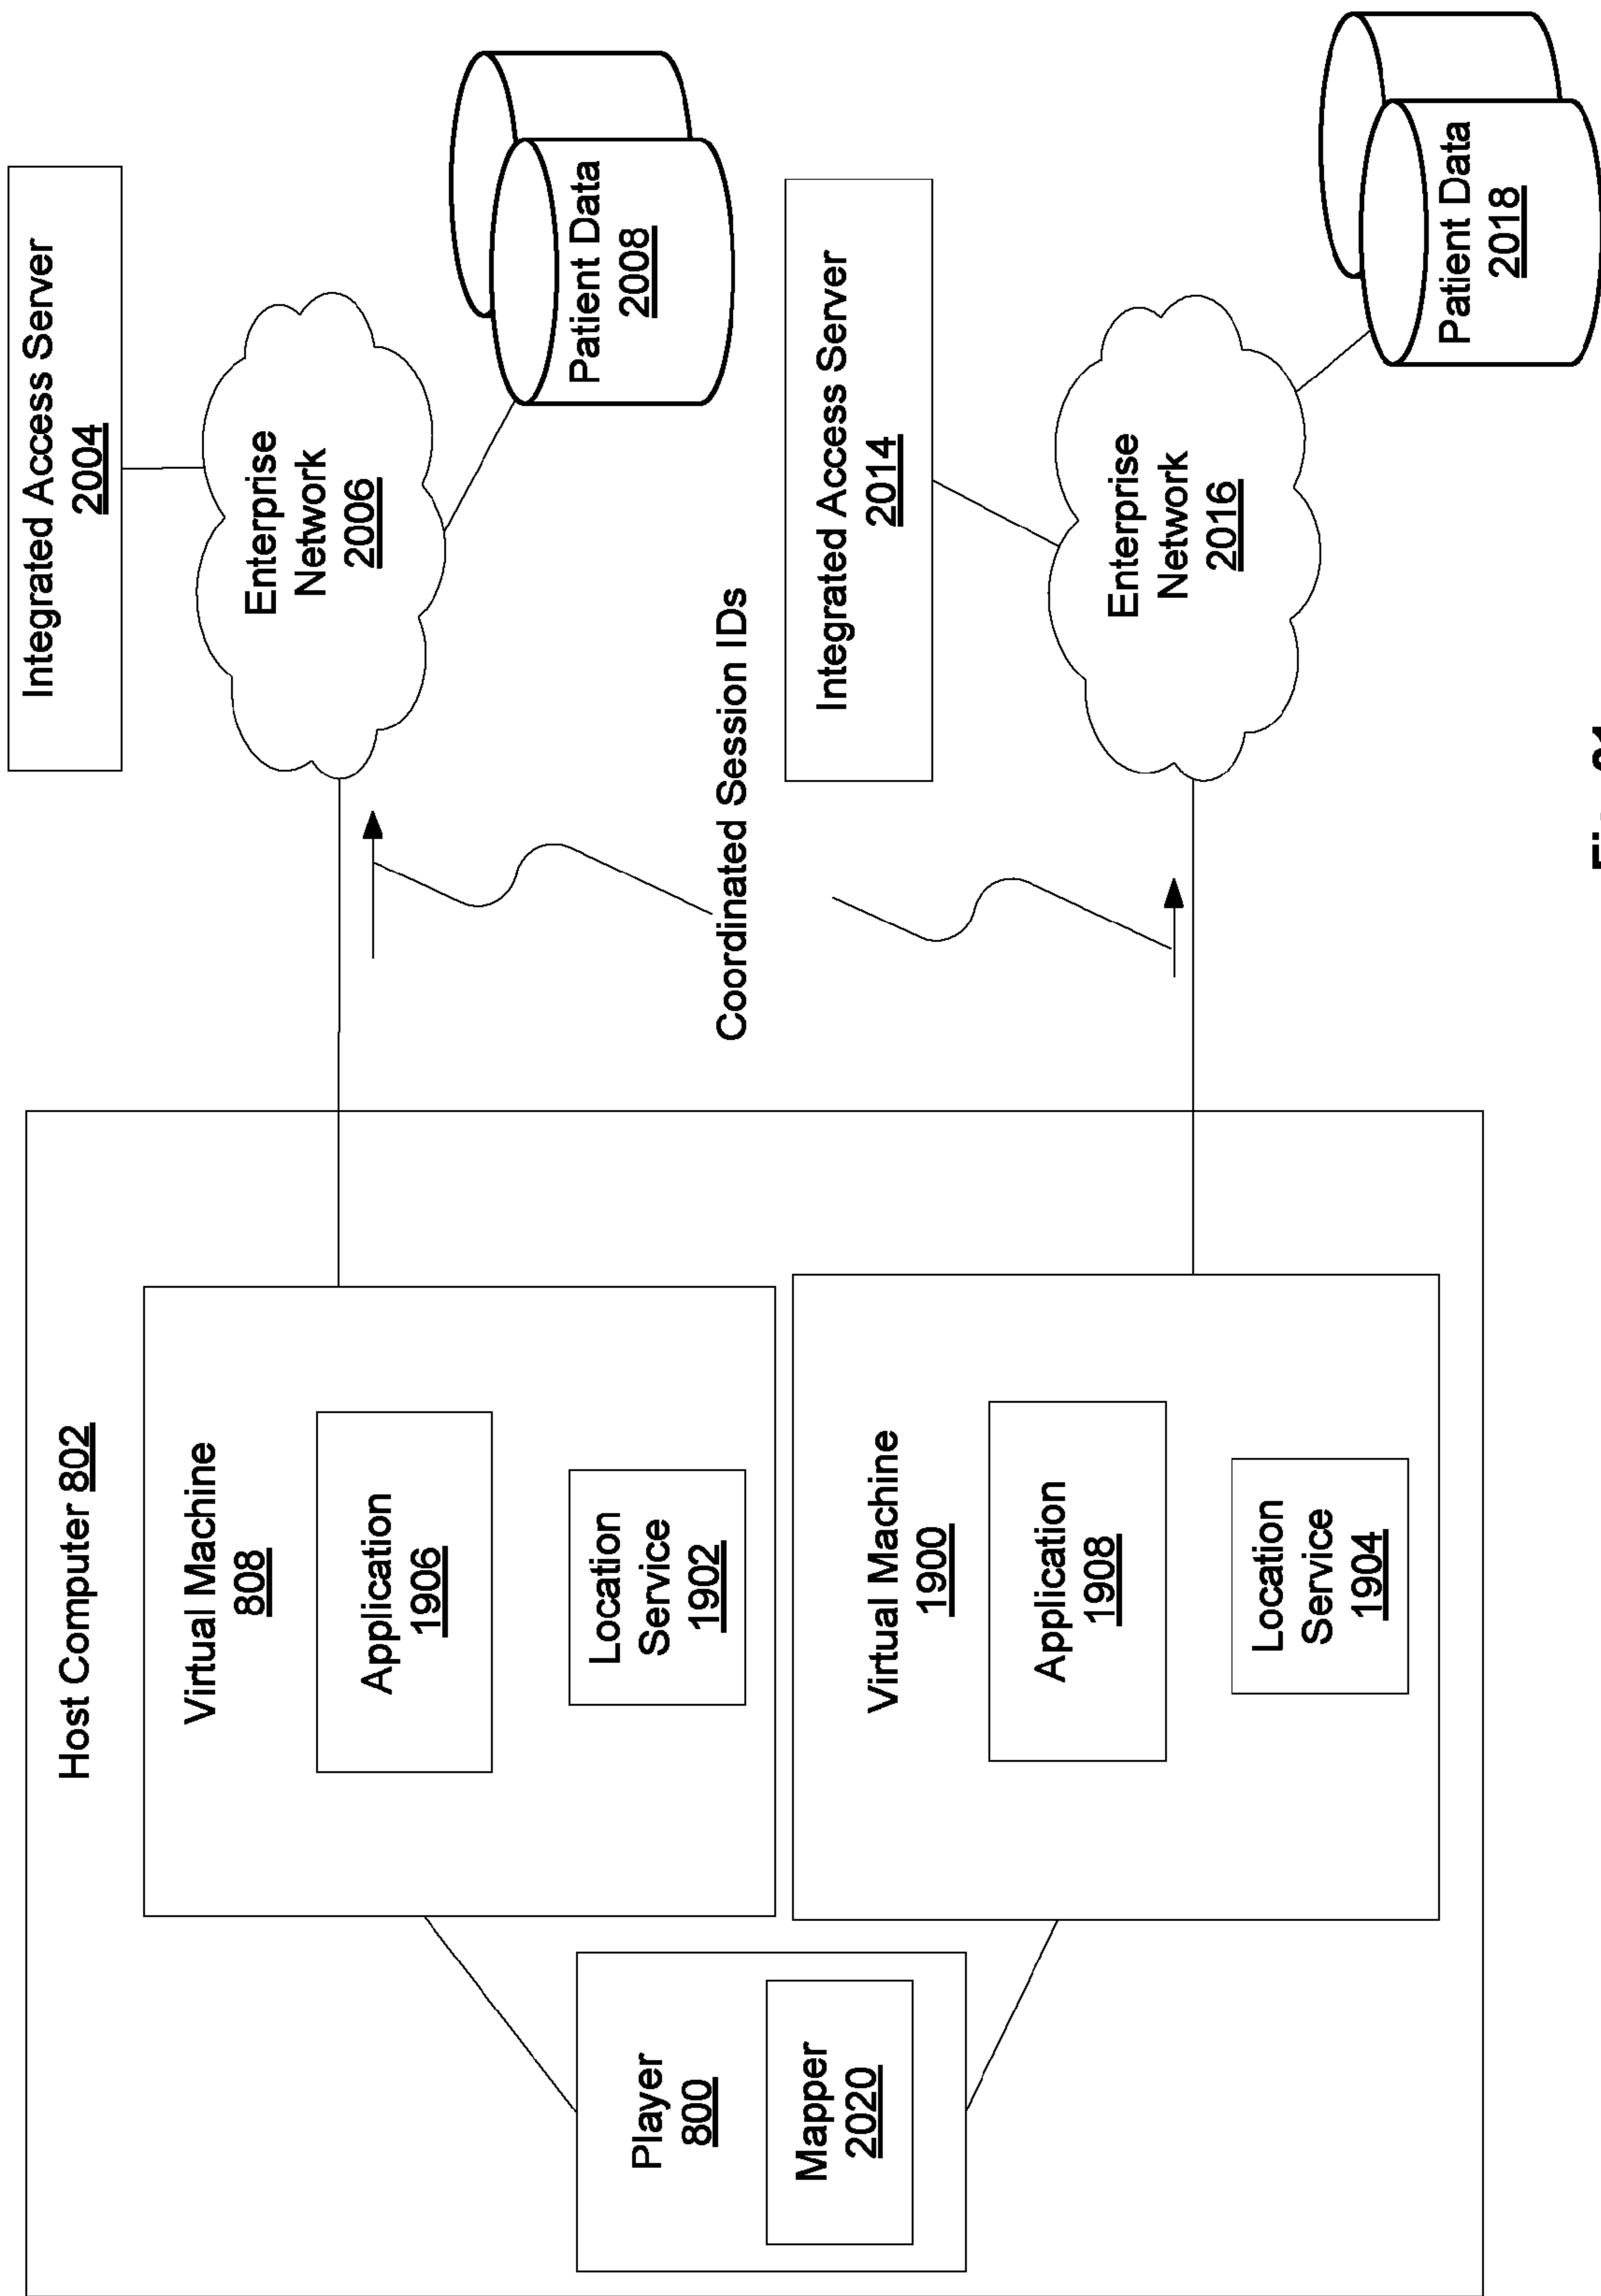 Host Computer 802
Virtual Machine
808
Application
1906
Location
Service
1902
Virtual Machine
1900
Application
1908
Location
Service
1904
Player
800
Mapper
2020
Integrated Access Server
2004
Enterprise
Network
2006
Patient Data
2008
Coordinated Session IDs
Integrated Access Server
2014
Enterprise
Network
2016
Patient Data
2018